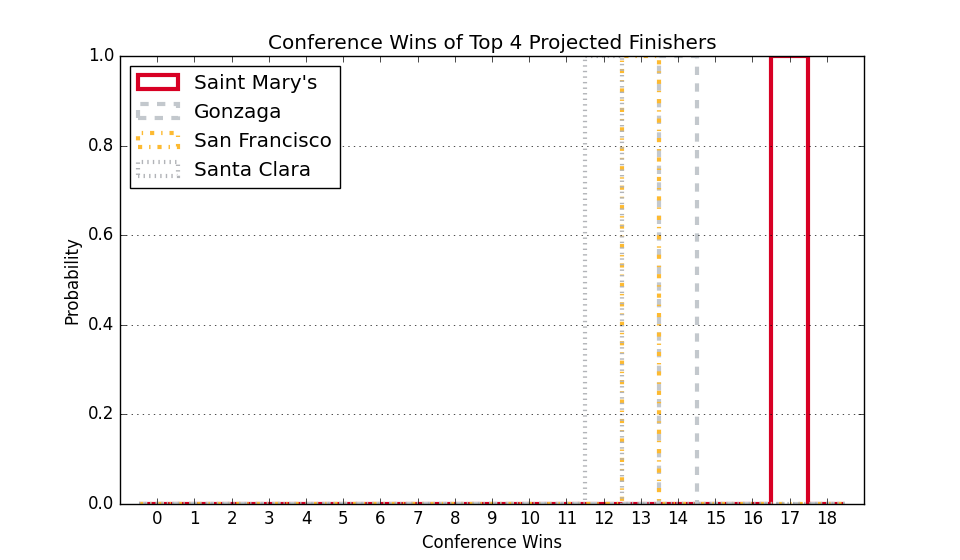 Conference Wins of Top 4 Projected Finishers
1.0
0.8
0.6
0.4
0.2
0.0
Probability
Saint Mary's
Gonzaga
San Francisco
Santa Clara
0 1 2 3 4 5 6 7 8 9 10 11 12 13 14 15 16 17 18
Conference Wins